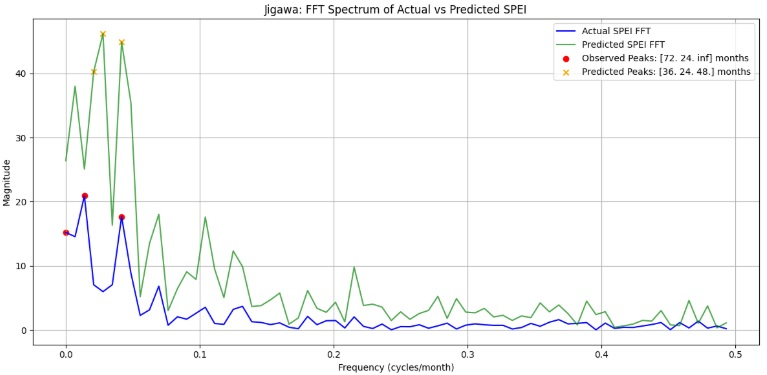 Jigawa: FFT Spectrum of Actual vs Predicted SPEI
Actual SPEI FFT
Predicted SPEI FFT
Observed Peaks: [72. 24. inf] months
Predicted Peaks: [36. 24. 48.] months
Magnitude
40
30
20
10
0
0.0 0.1 0.2 0.3 0.4 0.5
Frequency (cycles/month)